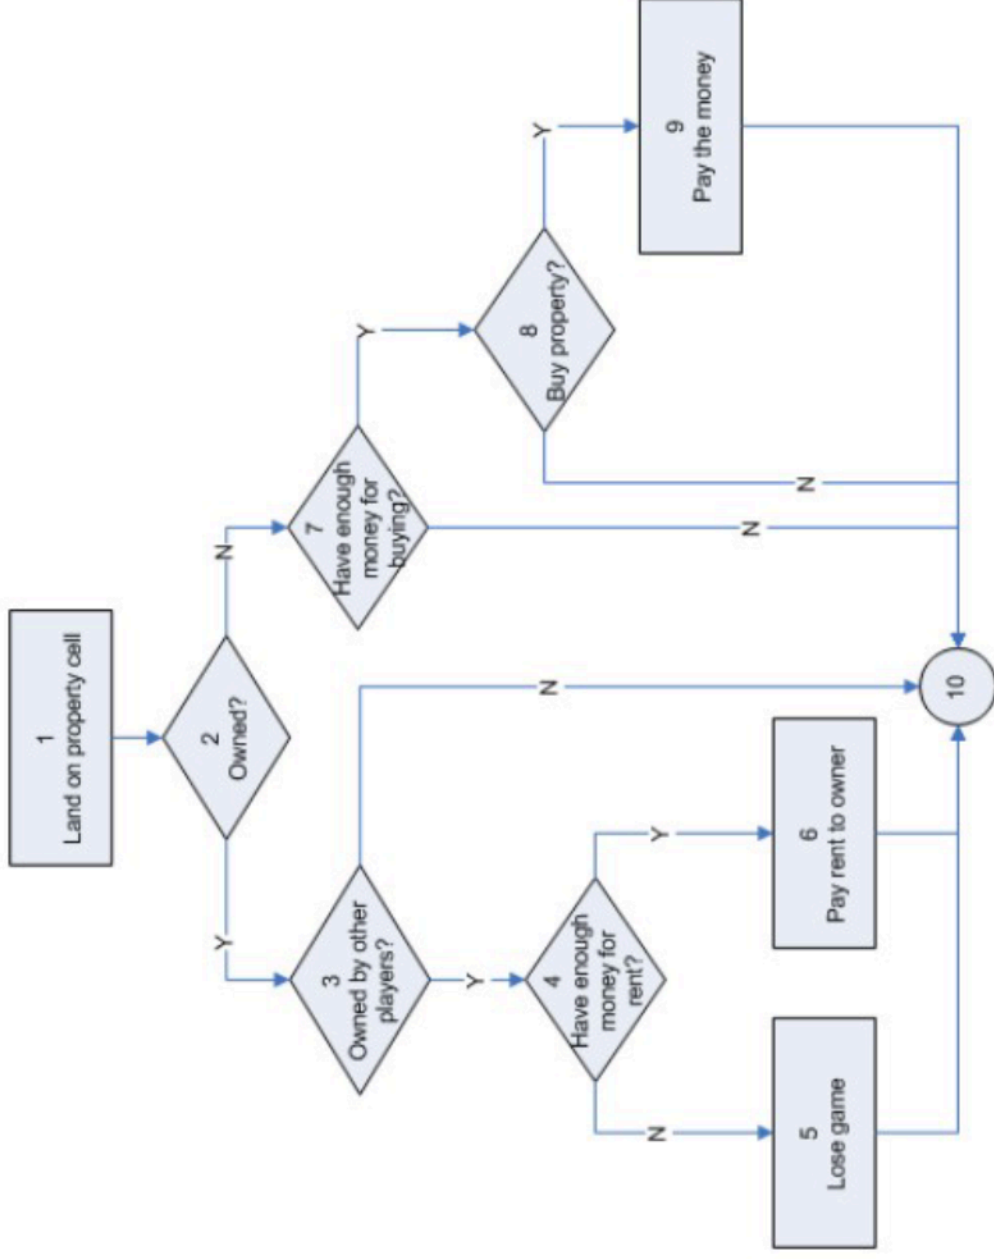 1
Land on property cell
2
Owned?
Y
N
3
Owned by other
players?
7
Have enough
money for
buying?
Y
N
Y
N
4
Have enough
money for
rent?
8
Buy property?
N
Y
N
Y
5
Lose game
6
Pay rent to owner
9
Pay the money
10